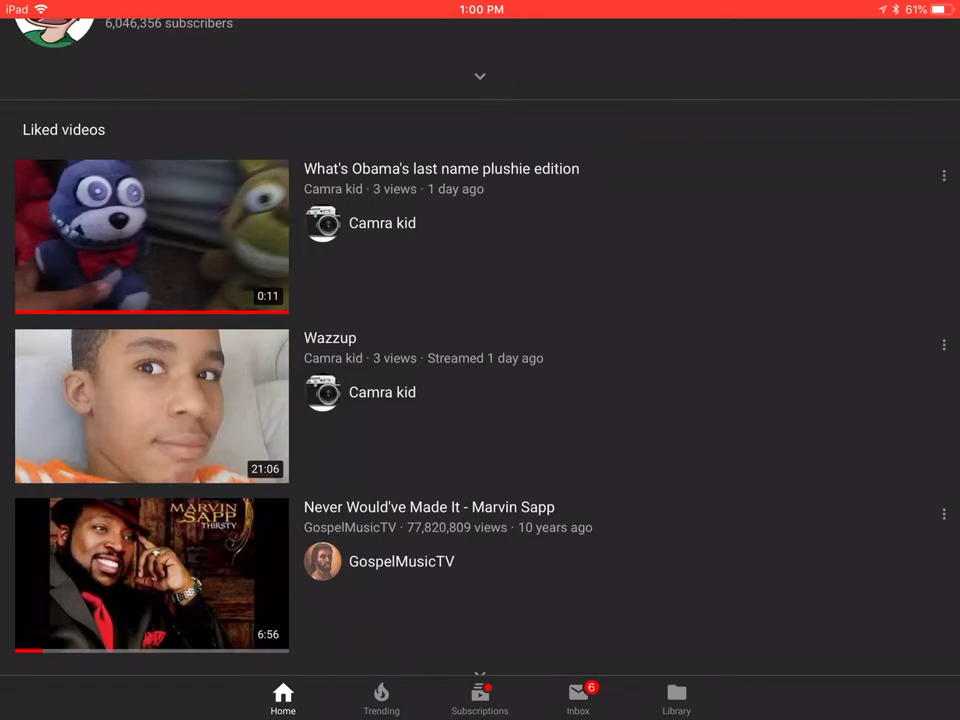 iPad 1:00 PM 61%
6,046,356 subscribers
Liked videos
What's Obama's last name plushie edition
Camra kid · 3 views · 1 day ago
Camra kid
0:11
Wazzup
Camra kid · 3 views · Streamed 1 day ago
Camra kid
21:06
Never Would've Made It - Marvin Sapp
GospelMusicTV · 77,820,809 views · 10 years ago
GospelMusicTV
MARVIN
SAPP
THIRSTY
6:56
6
Home Trending Subscriptions Inbox Library